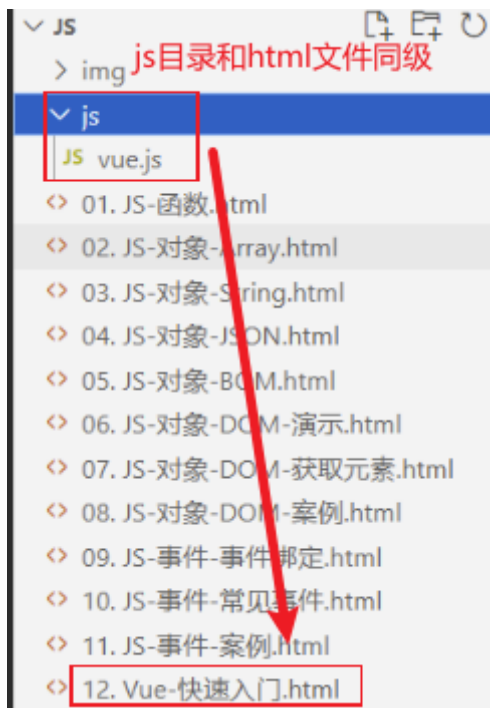 JS
img
js目录和html文件同级
js
JS vue.js
01. JS-函数.html
02. JS-对象-Array.html
03. JS-对象-String.html
04. JS-对象-JSON.html
05. JS-对象-BOM.html
06. JS-对象-DOM-演示.html
07. JS-对象-DOM-获取元素.html
08. JS-对象-DOM-案例.html
09. JS-事件-事件绑定.html
10. JS-事件-常见事件.html
11. JS-事件-案例.html
12. Vue-快速入门.html